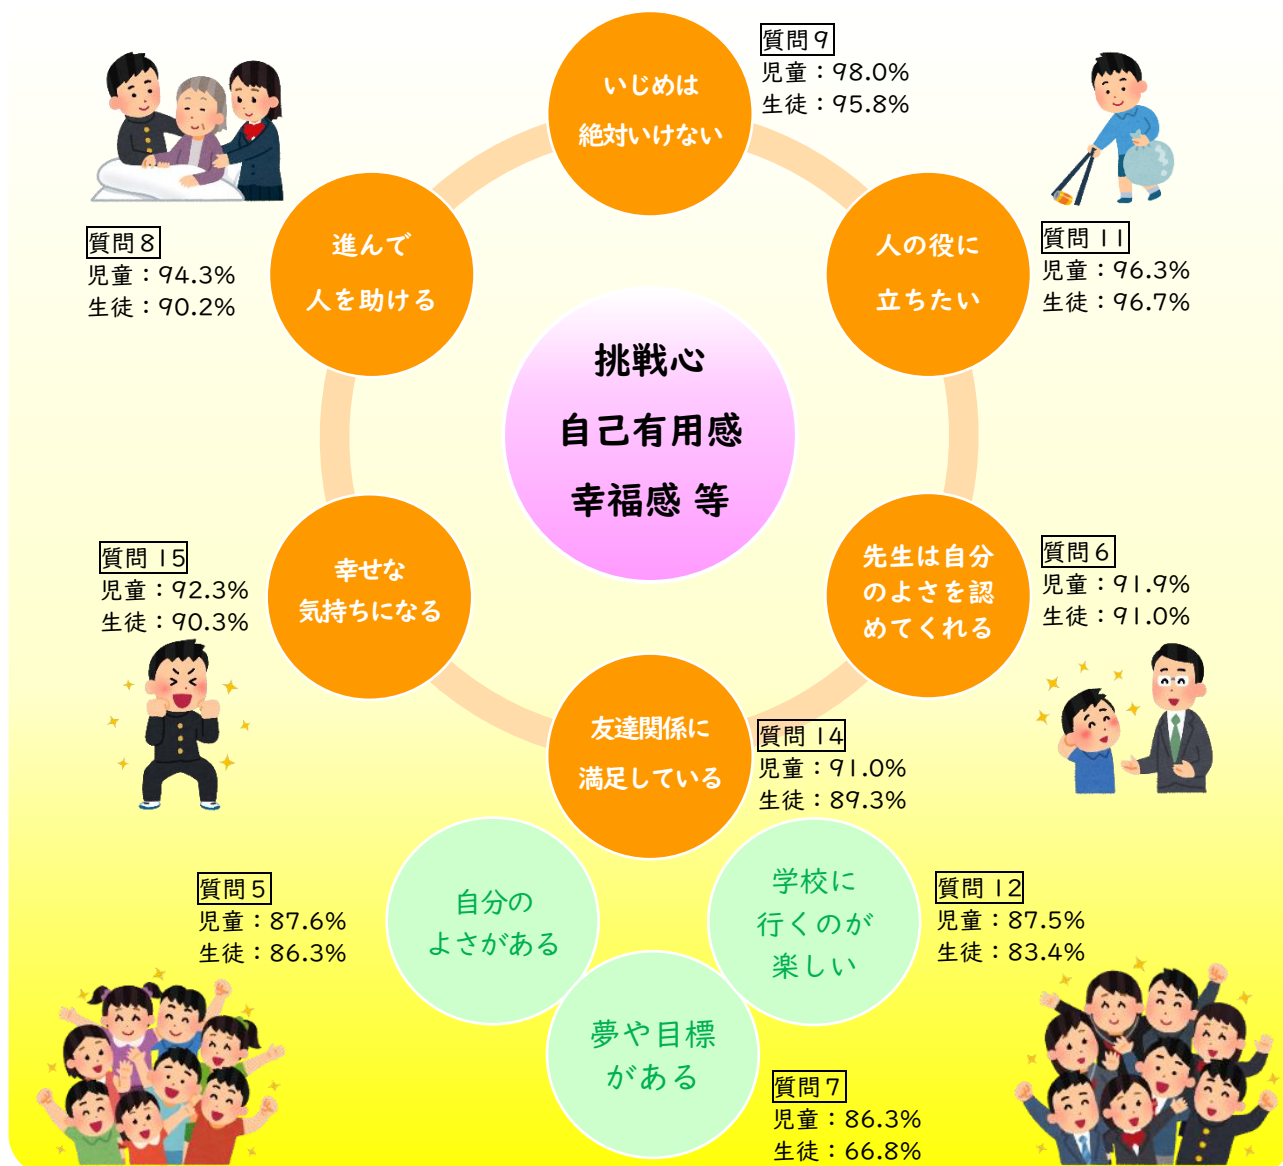 質問9
児童：98.0%
生徒：95.8%
いじめは
絶対いけない
質問8
児童：94.3%
生徒：90.2%
進んで
人を助ける
人の役に
立ちたい
質問11
児童：96.3%
生徒：96.7%
挑戦心
自己有用感
幸福感 等
質問15
児童：92.3%
生徒：90.3%
幸せな
気持ちになる
先生は自分
のよさを認
めてくれる
質問6
児童：91.9%
生徒：91.0%
友達関係に
満足している
質問14
児童：91.0%
生徒：89.3%
質問5
児童：87.6%
生徒：86.3%
自分の
よさがある
学校に
行くのが
楽しい
質問12
児童：87.5%
生徒：83.4%
夢や目標
がある
質問7
児童：86.3%
生徒：66.8%